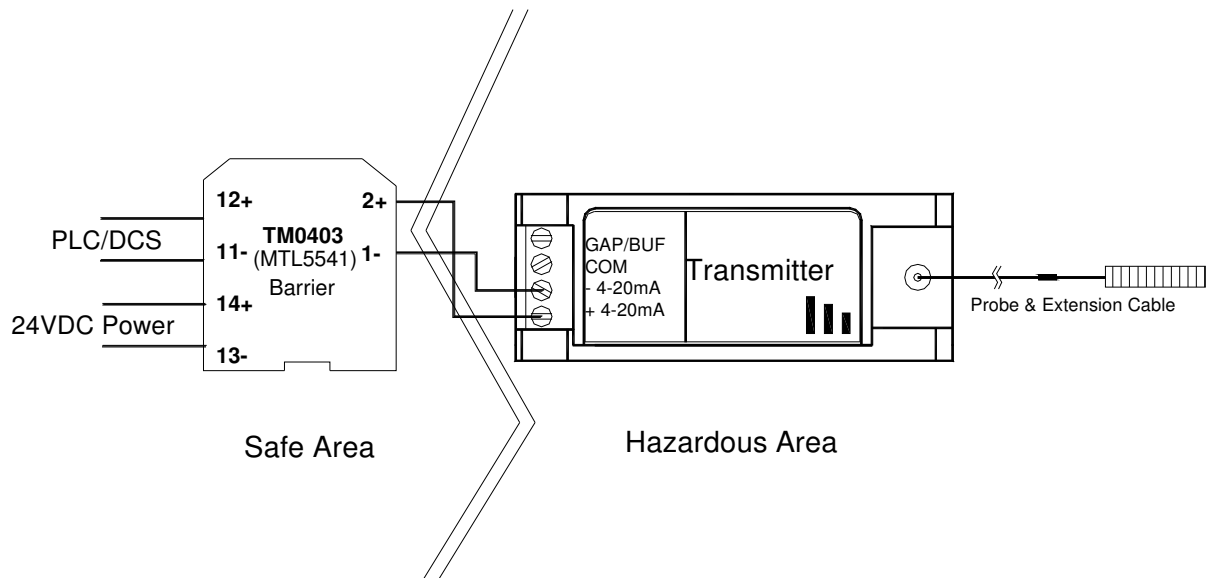 12+
2+
PLC/DCS
TM0403
11-
(MTL5541)
1-
Barrier
14+
24VDC Power
13-
GAP/BUF
COM
- 4-20mA
+ 4-20mA
Transmitter
Probe & Extension Cable
Safe Area
Hazardous Area